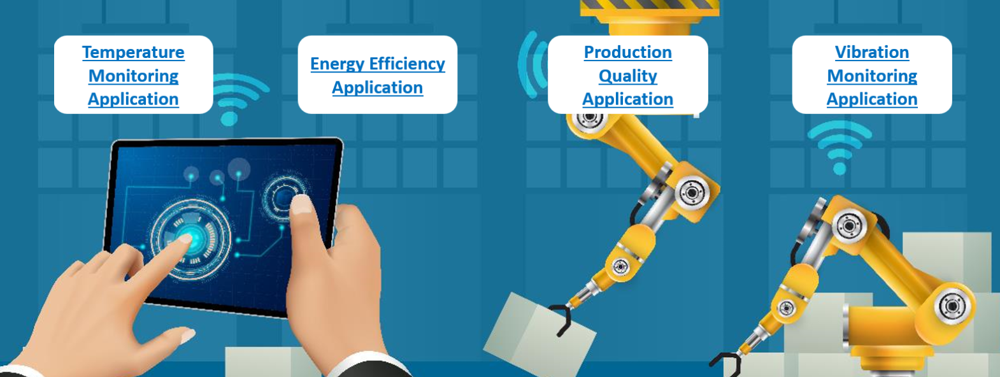 Temperature
Monitoring
Application
Energy Efficiency
Application
Production
Quality
Application
Vibration
Monitoring
Application